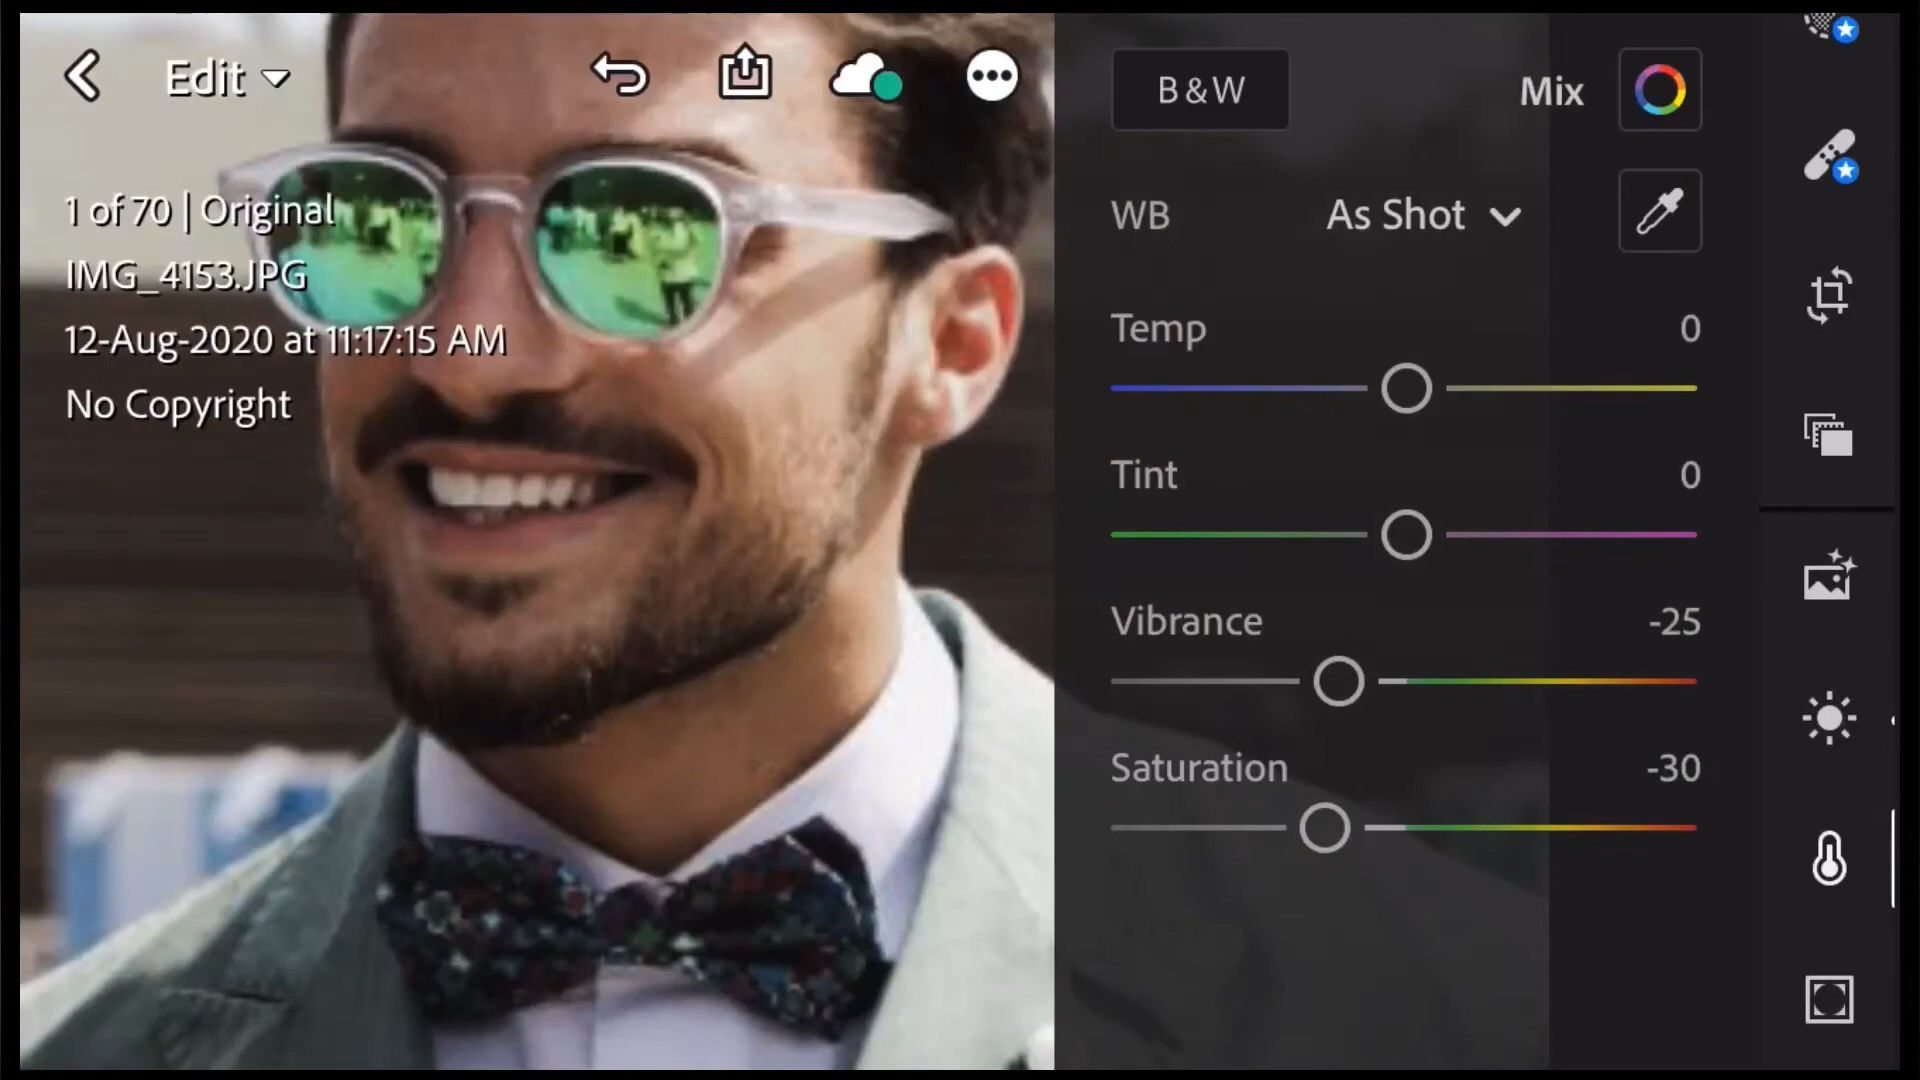 Edit
1 of 70 | Original
IMG_4153.JPG
12-Aug-2020 at 11:17:15 AM
No Copyright
B&W
Mix
WB
As Shot
Temp
0
Tint
0
Vibrance
-25
Saturation
-30